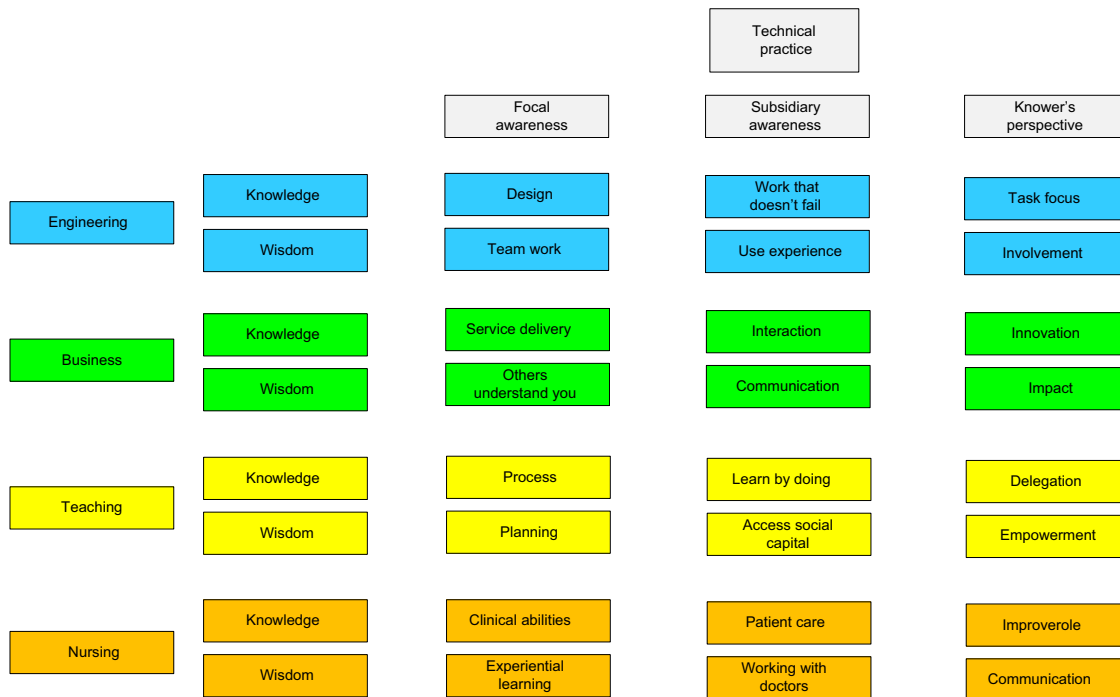 Technical
practice
Focal
awareness
Subsidiary
awareness
Knower’s
perspective
Engineering
Knowledge
Design
Work that
doesn’t fail
Task focus
Wisdom
Team work
Use experience
Involvement
Business
Knowledge
Service delivery
Interaction
Innovation
Wisdom
Others
understand you
Communication
Impact
Teaching
Knowledge
Process
Learn by doing
Delegation
Wisdom
Planning
Access social
capital
Empowerment
Nursing
Knowledge
Clinical abilities
Patient care
Improverole
Wisdom
Experiential
learning
Working with
doctors
Communication